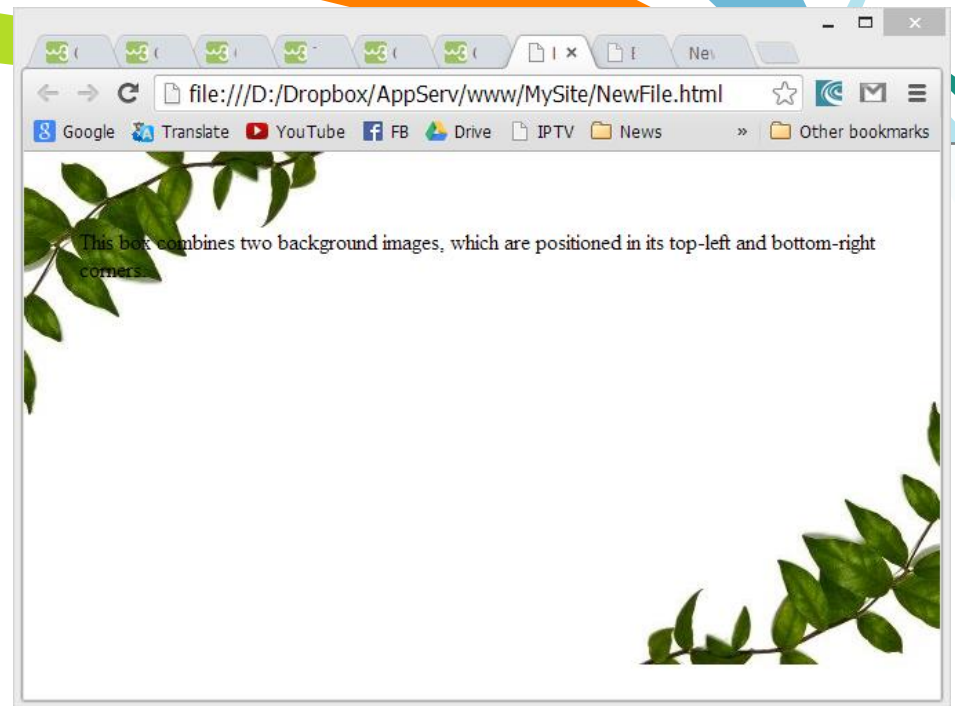 file:///D:/Dropbox/AppServ/www/MySite/NewFile.html
Google Translate YouTube FB Drive IPTV News » Other bookmarks
This box combines two background images, which are positioned in its top-left and bottom-right
corners.